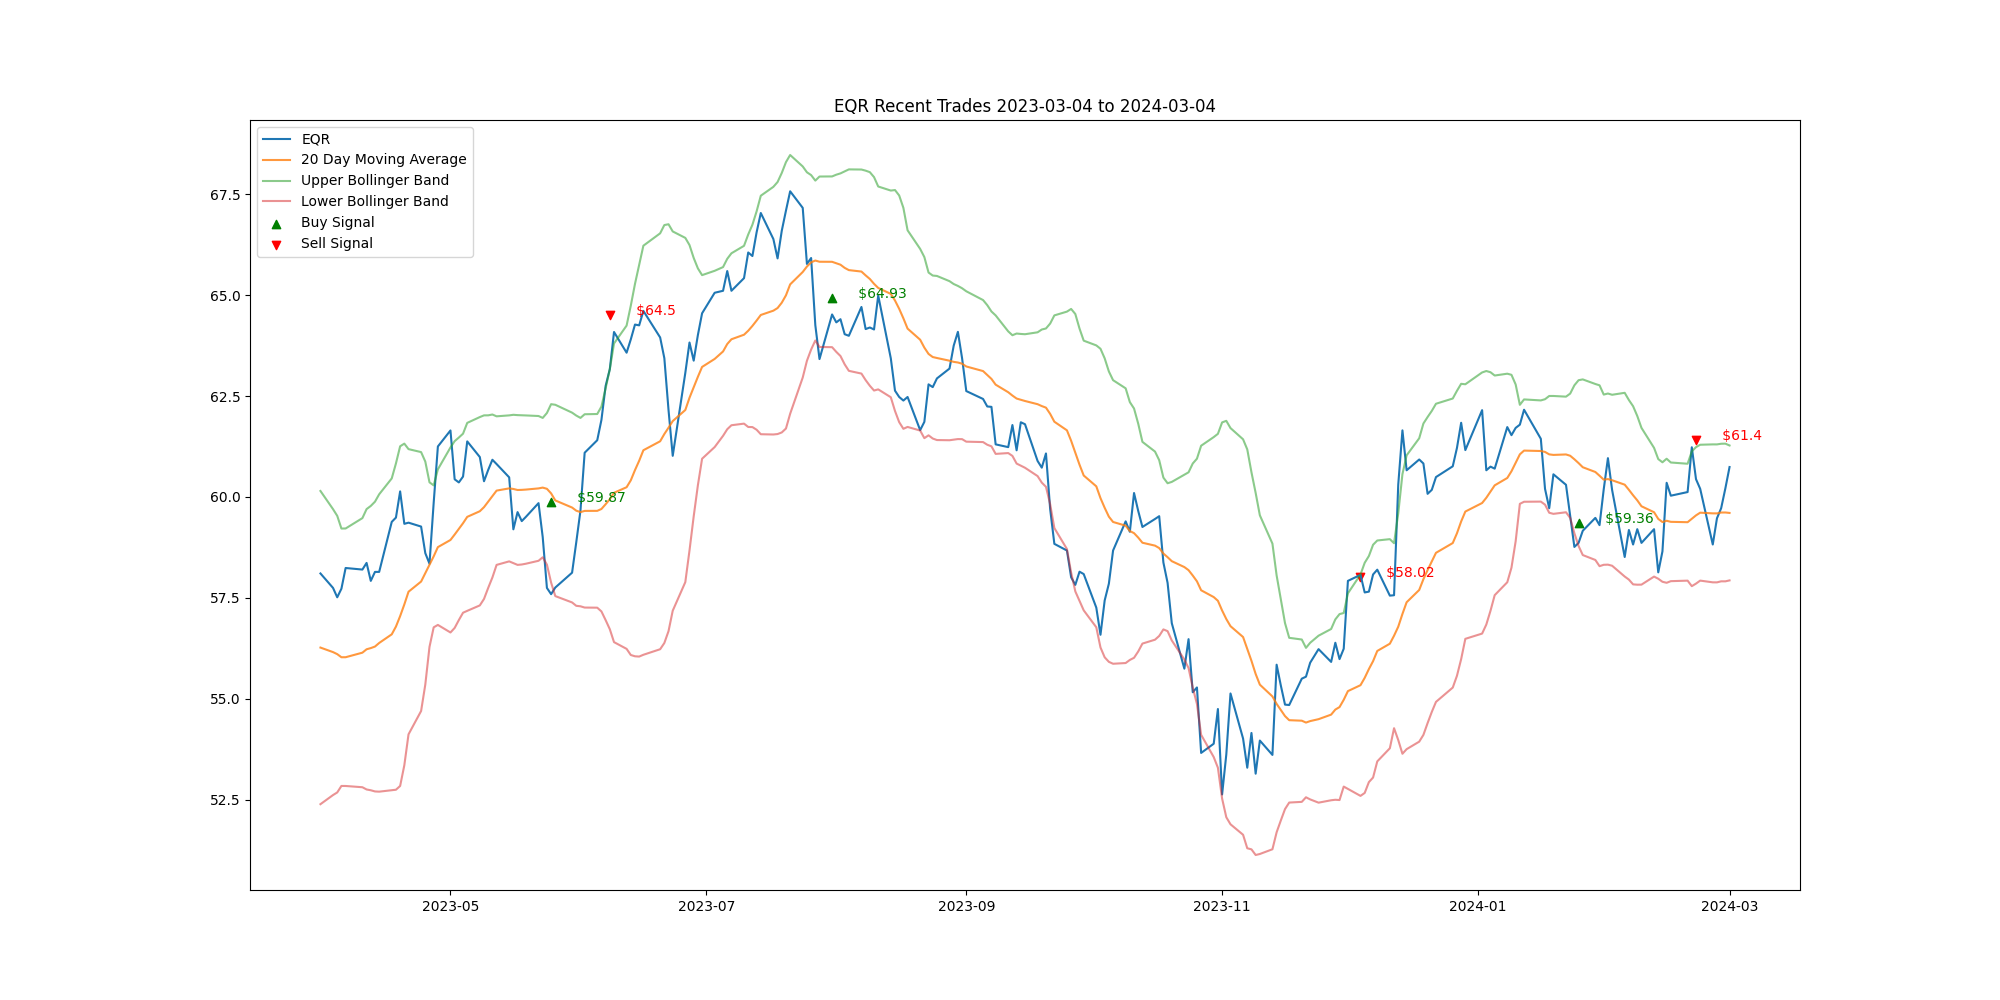 EQR Recent Trades 2023-03-04 to 2024-03-04
EQR
20 Day Moving Average
Upper Bollinger Band
Lower Bollinger Band
Buy Signal
Sell Signal
67.5
65.0
62.5
60.0
57.5
55.0
52.5
$64.5
$64.93
$59.87
$58.02
$59.36
$61.4
2023-05
2023-07
2023-09
2023-11
2024-01
2024-03